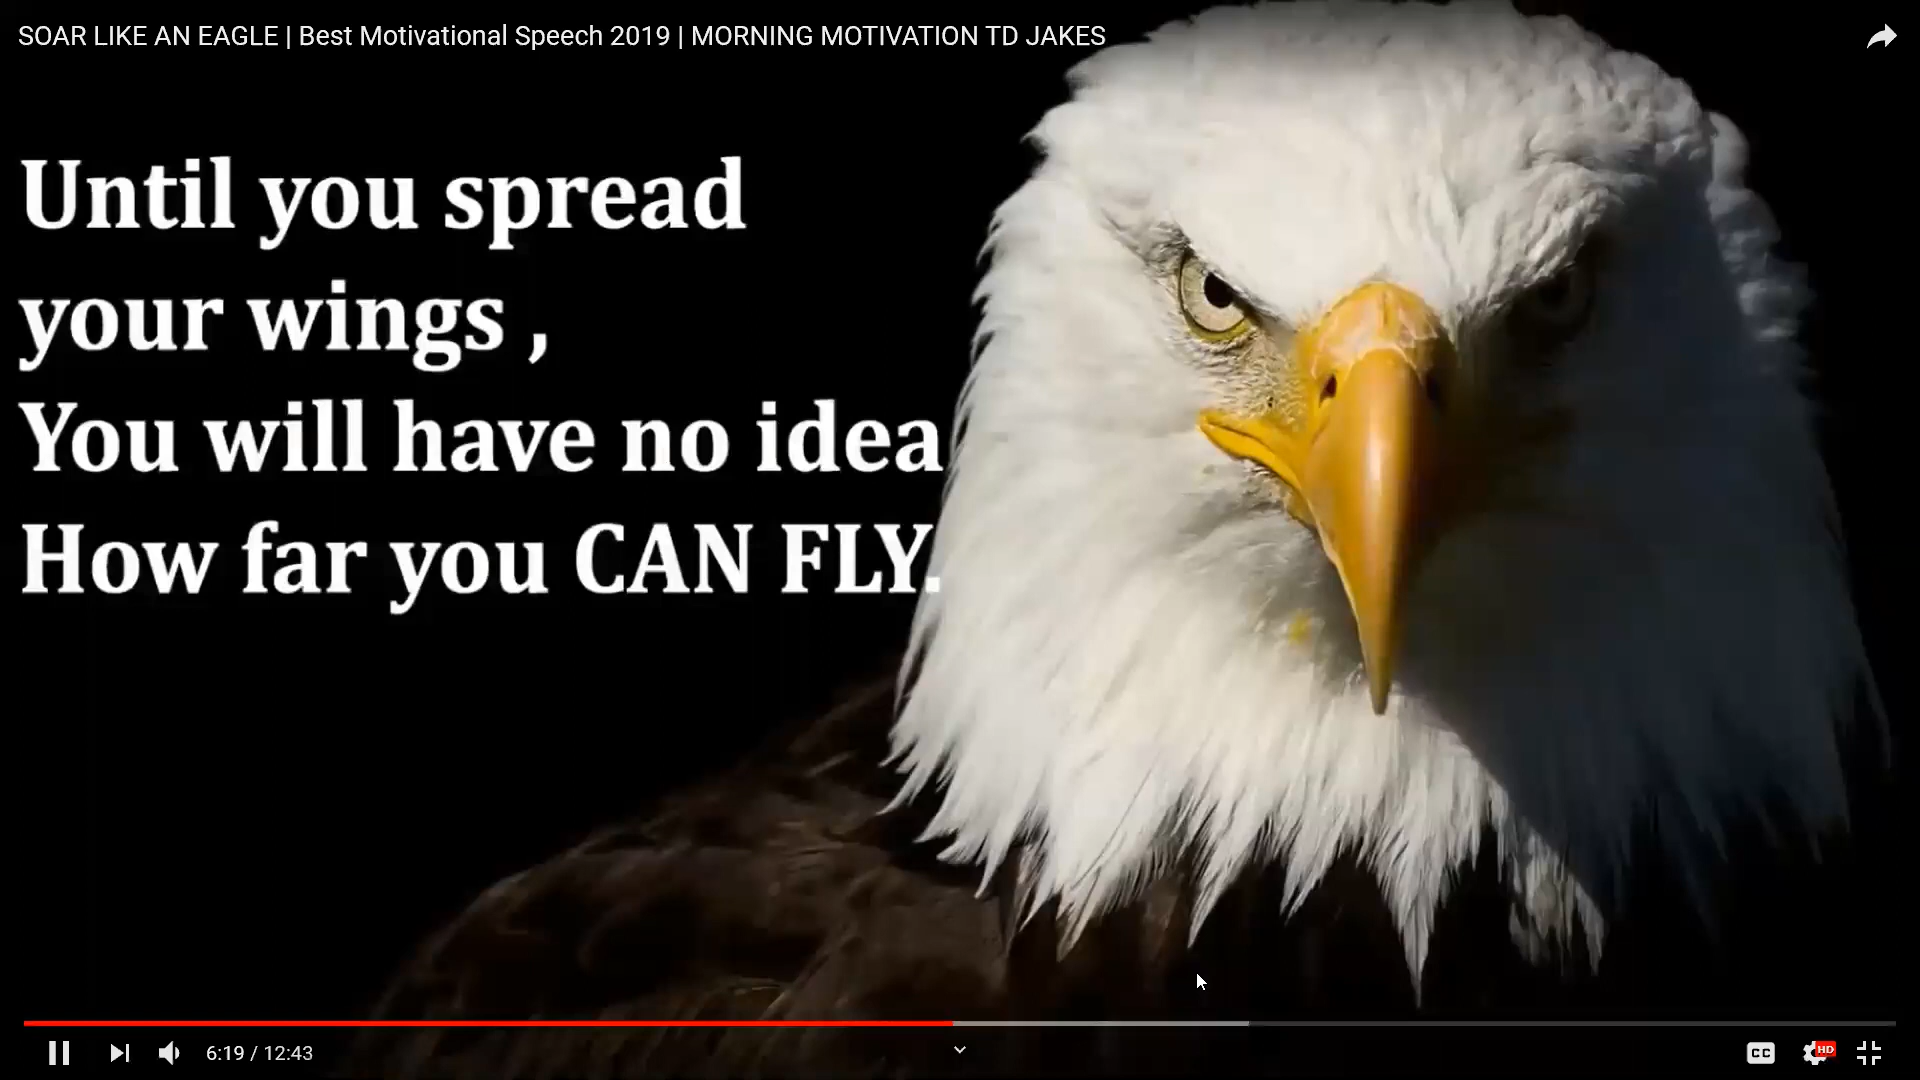 SOAR LIKE AN EAGLE | Best Motivational Speech 2019 | MORNING MOTIVATION TD JAKES
Until you spread
your wings ,
You will have no idea
How far you CAN FLY.
6:19 / 12:43
CC
HD